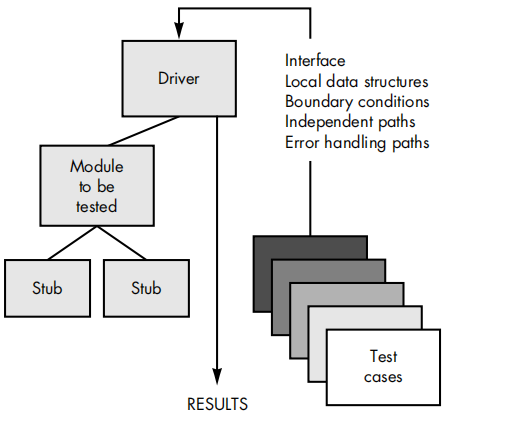 Driver
Interface
Local data structures
Boundary conditions
Independent paths
Error handling paths
Module
to be
tested
Stub
Stub
Test
cases
RESULTS